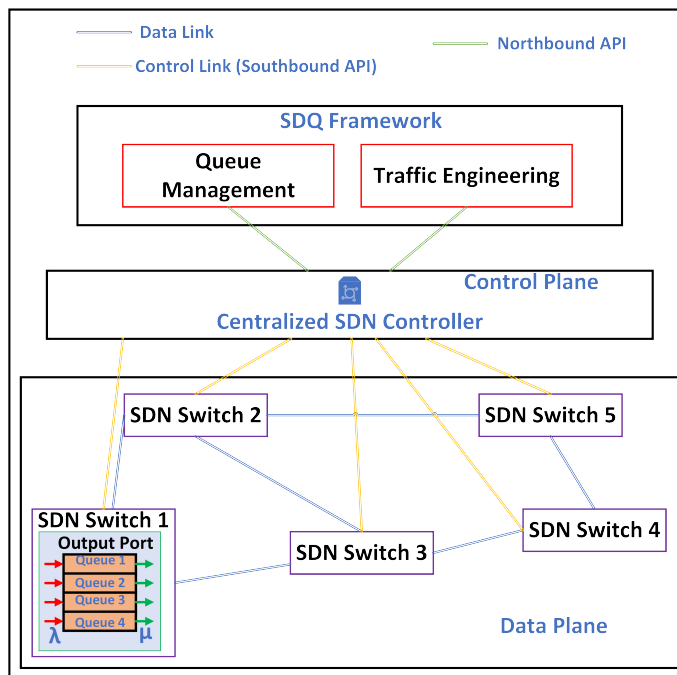 Data Link
Northbound API
Control Link (Southbound API)
SDQ Framework
Queue
Management
Traffic Engineering
Control Plane
Centralized SDN Controller
SDN Switch 2
SDN Switch 5
SDN Switch 1
Output Port
Queue 1
Queue 2
Queue 3
Queue 4
λ
μ
SDN Switch 3
SDN Switch 4
Data Plane